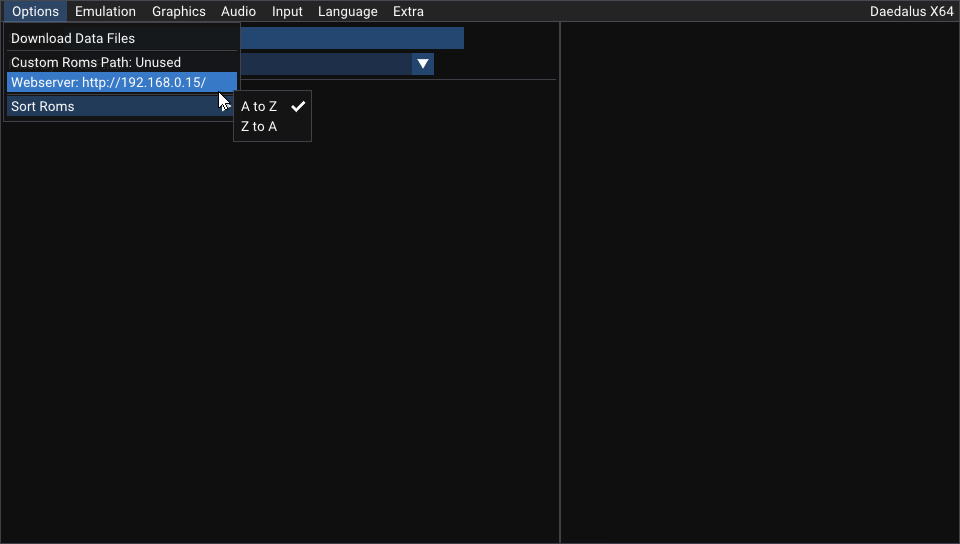 Options Emulation Graphics Audio Input Language Extra Daedalus X64
Download Data Files
Custom Roms Path: Unused
Webserver: http://192.168.0.15/
Sort Roms
A to Z
Z to A